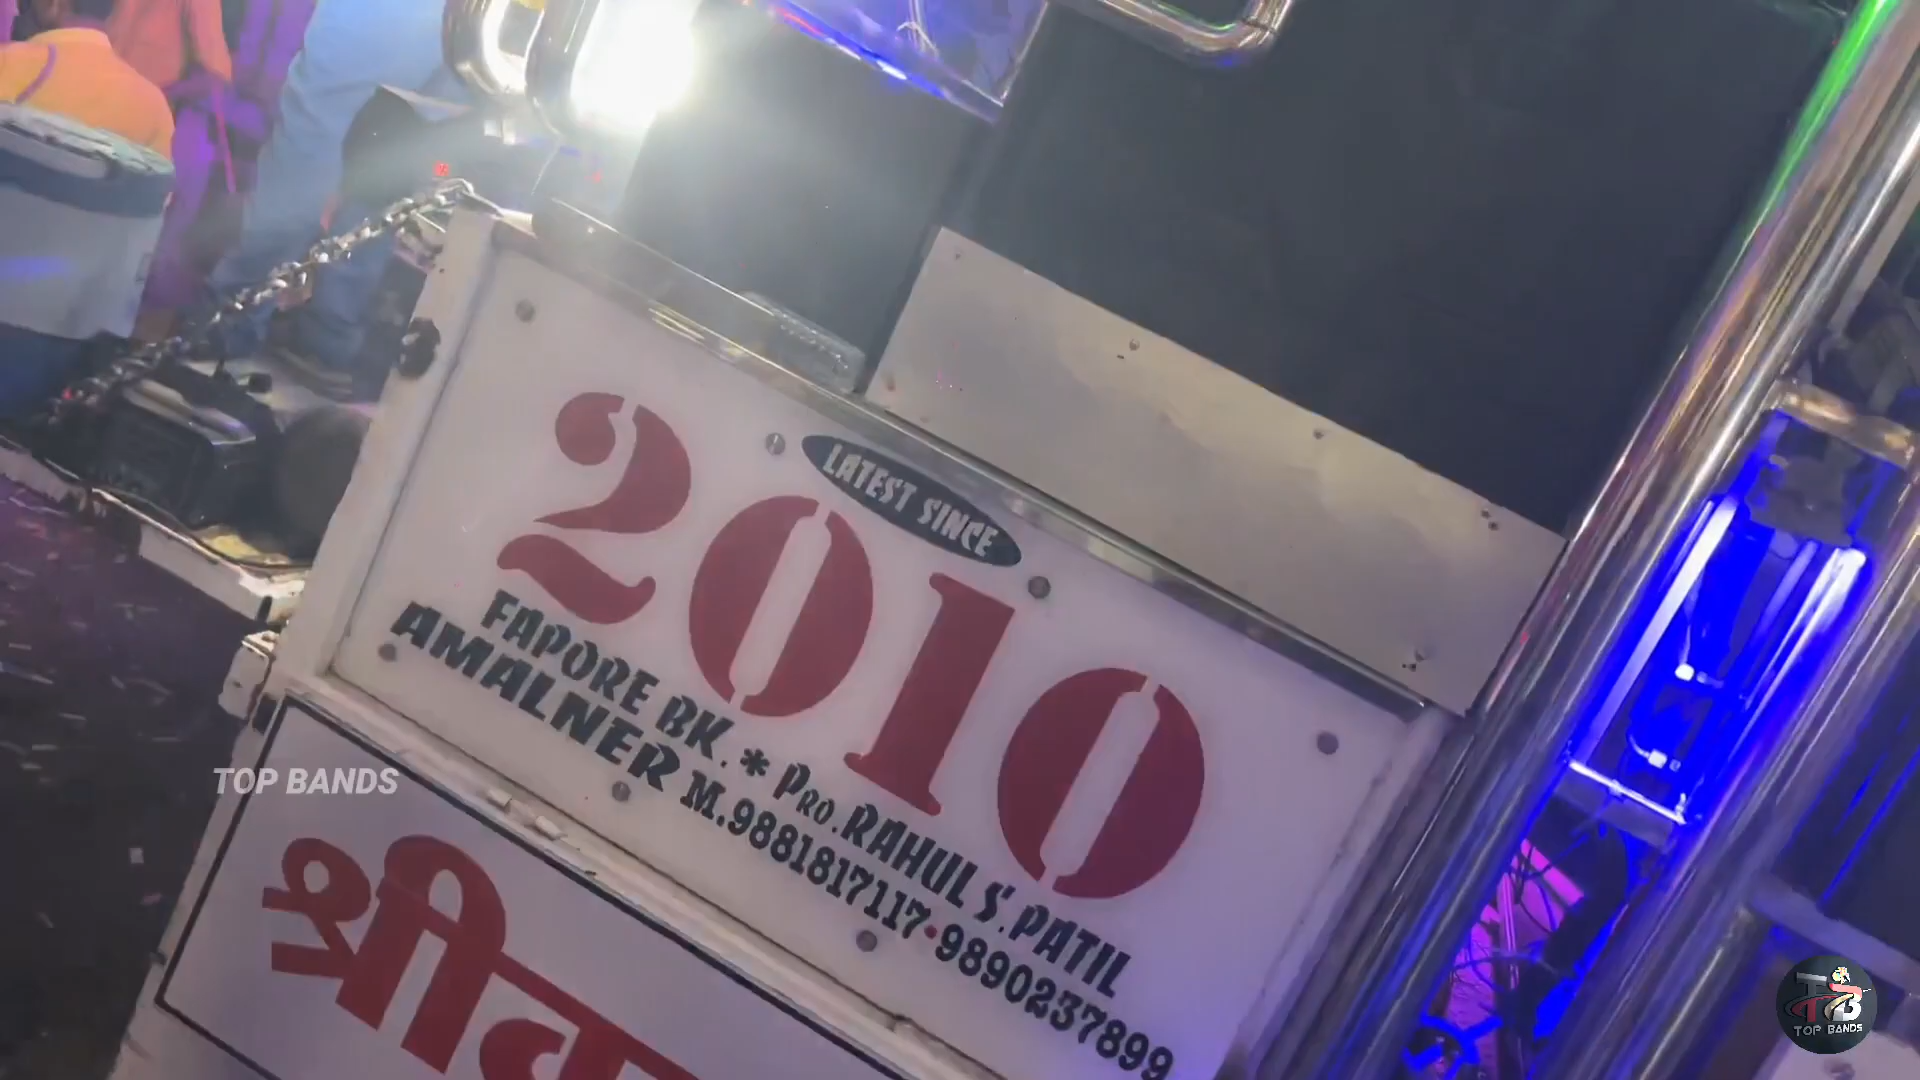 LATEST SINCE
2010
FAPORE BK. * PRO. RAHUL S. PATIL
AMALNER M. 9881817117 • 9890237899
TOP BANDS
TOP BANDS